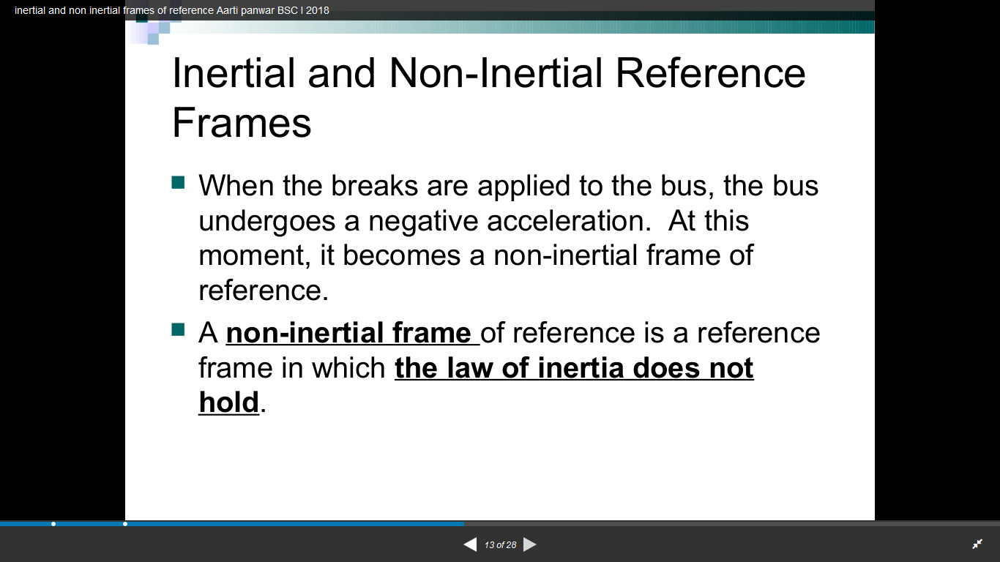 inertial and non inertial frames of reference Aarti panwar BSC I 2018
Inertial and Non-Inertial Reference
Frames
When the breaks are applied to the bus, the bus
undergoes a negative acceleration.  At this
moment, it becomes a non-inertial frame of
reference.
A non-inertial frame of reference is a reference
frame in which the law of inertia does not
hold.
13 of 28